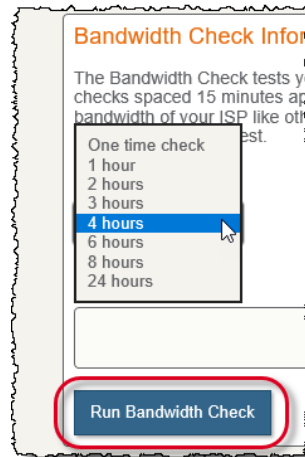 Bandwidth Check Infor
The Bandwidth Check tests y
checks spaced 15 minutes ap
bandwidth of your ISP like oth
est.
One time check
1 hour
2 hours
3 hours
4 hours
6 hours
8 hours
24 hours
Run Bandwidth Check